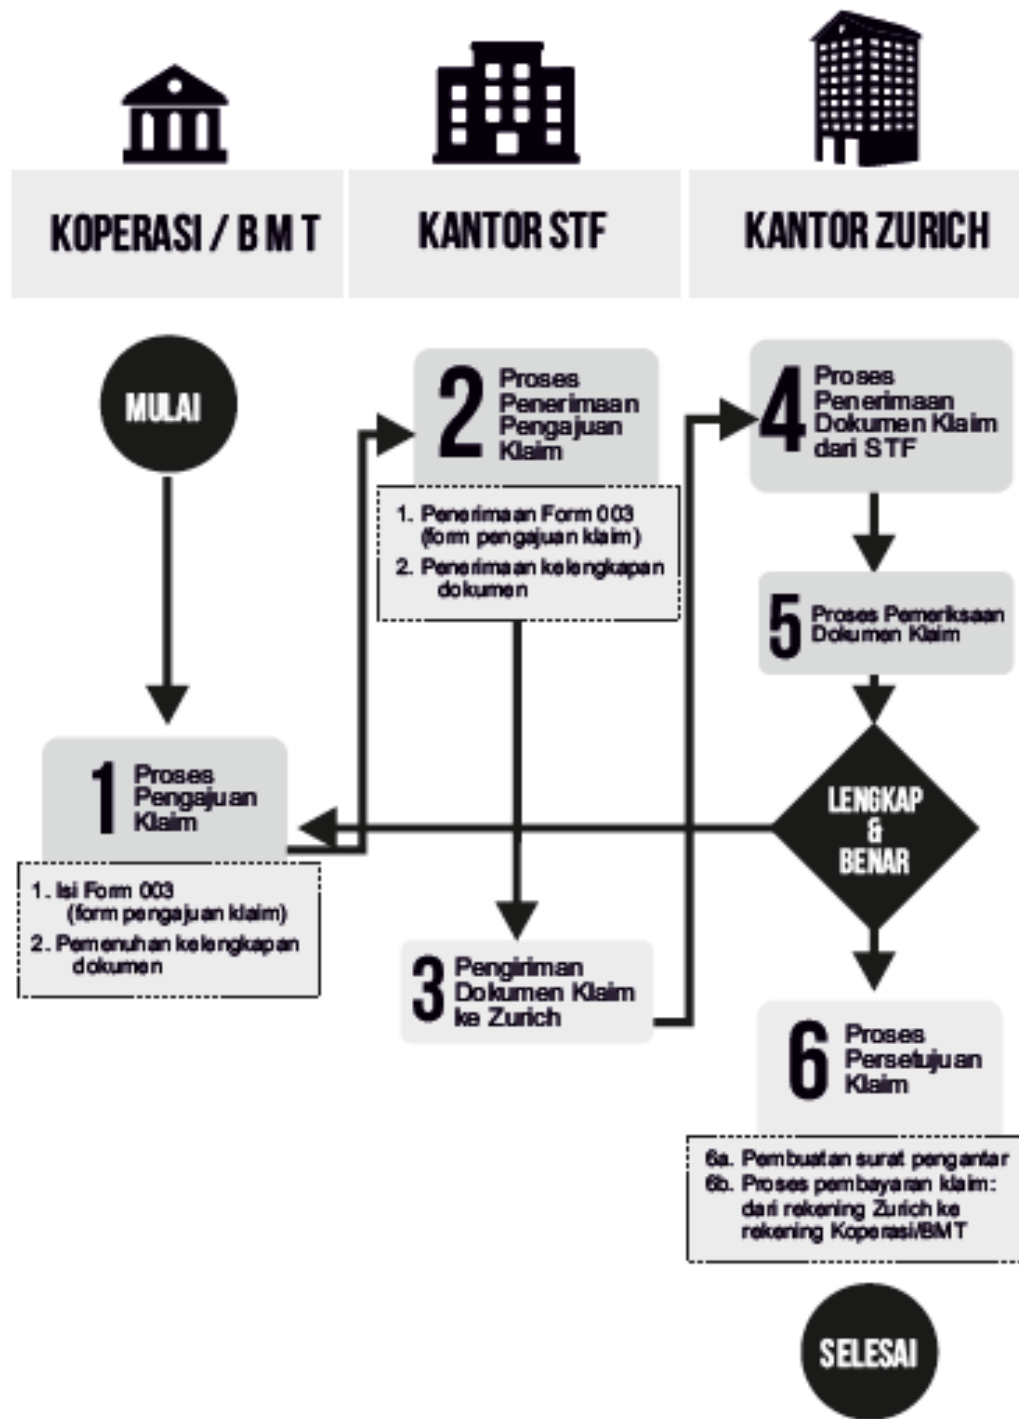 KOPERASI / B M T
KANTOR STF
KANTOR ZURICH
MULAI
1
Proses
Pengajuan
Klaim
1. Isi Form 003
(form pengajuan klaim)
2. Pemenuhan kelengkapan
dokumen
2
Proses
Penerimaan
Pengajuan
Klaim
1. Penerimaan Form 003
(form pengajuan klaim)
2. Penerimaan kelengkapan
dokumen
3
Pengiriman
Dokumen Klaim
ke Zurich
4
Proses
Penerimaan
Dokumen Klaim
dari STF
5
Proses Pemeriksaan
Dokumen Klaim
LENGKAP
&
BENAR
6
Proses
Persetujuan
Klaim
6a. Pembuatan surat pengantar
6b. Proses pembayaran klaim:
dari rekening Zurich ke
rekening Koperasi/BMT
SELESAI